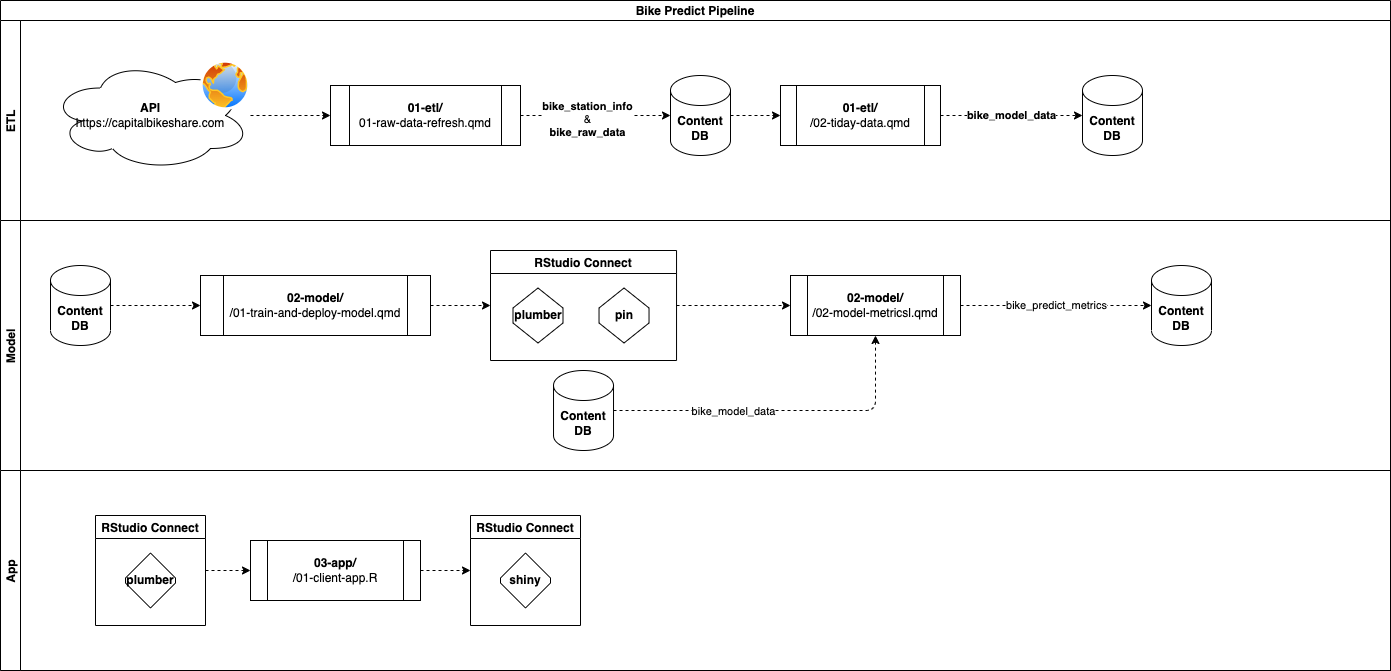 Bike Predict Pipeline
ETL
API
https://capitalbikeshare.com
01-etl/
01-raw-data-refresh.qmd
bike_station_info
&
bike_raw_data
Content
DB
01-etl/
/02-tiday-data.qmd
bike_model_data
Content
DB
Model
Content
DB
02-model/
/01-train-and-deploy-model.qmd
RStudio Connect
plumber
pin
02-model/
/02-model-metricsl.qmd
bike_predict_metrics
Content
DB
Content
DB
bike_model_data
App
RStudio Connect
plumber
03-app/
/01-client-app.R
RStudio Connect
shiny